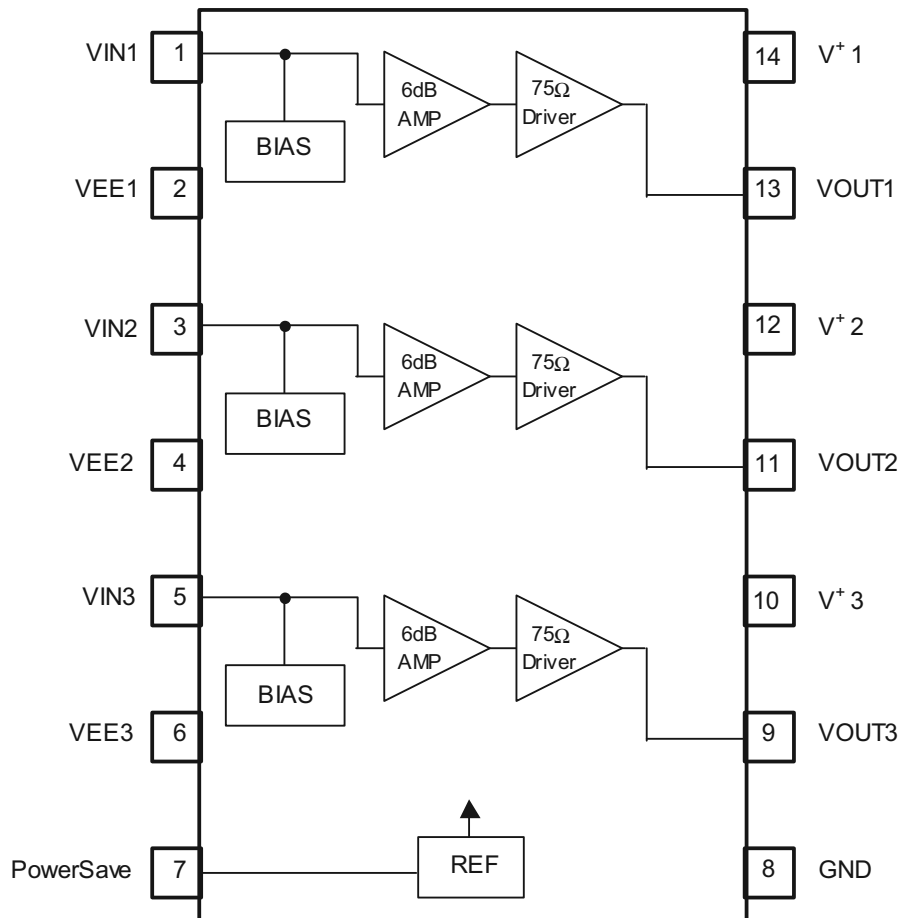 VIN1 1 14 V+ 1
6dB AMP
75Ω Driver
BIAS
VEE1 2 13 VOUT1
VIN2 3 12 V+ 2
6dB AMP
75Ω Driver
BIAS
VEE2 4 11 VOUT2
VIN3 5 10 V+ 3
6dB AMP
75Ω Driver
BIAS
VEE3 6 9 VOUT3
PowerSave 7 REF 8 GND